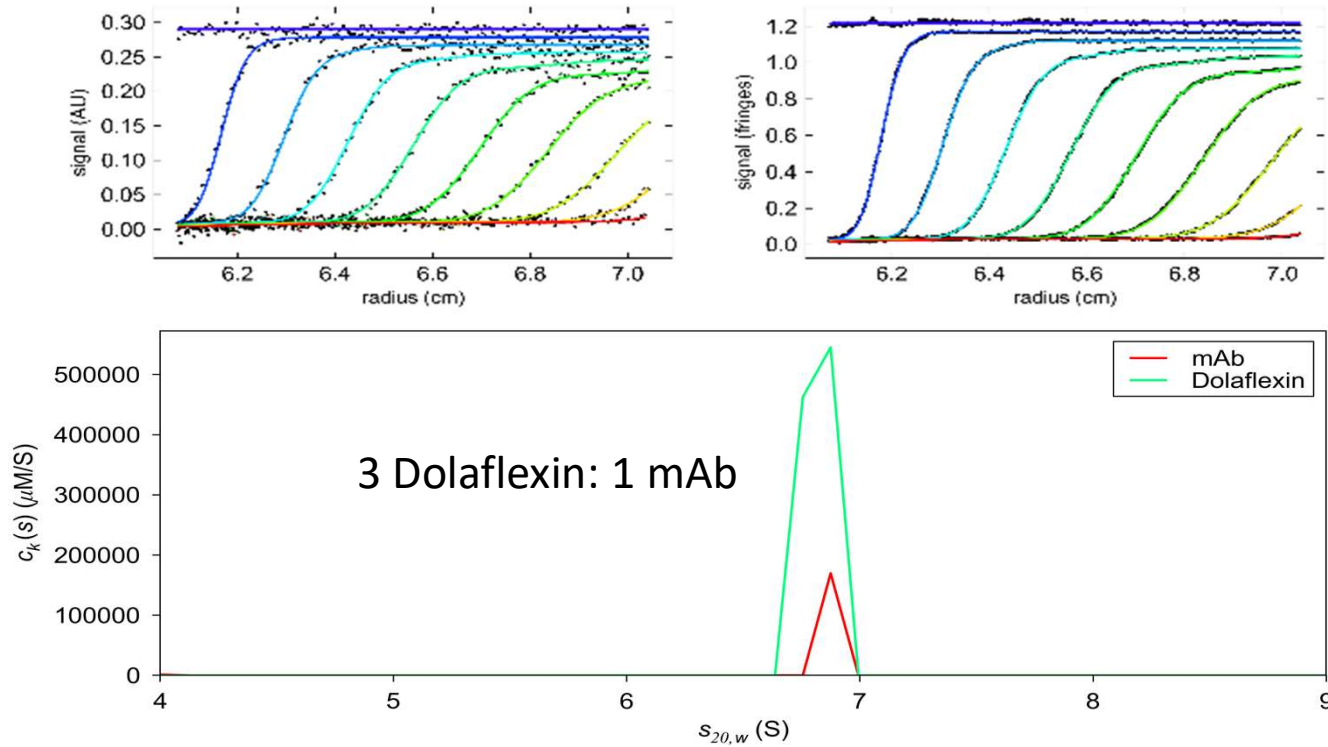 0.30
0.25
0.20
0.15
0.10
0.05
0.00
signal (AU)
6.2 6.4 6.6 6.8 7.0
radius (cm)
1.2
1.0
0.8
0.6
0.4
0.2
0.0
signal (fringes)
6.2 6.4 6.6 6.8 7.0
radius (cm)
500000
400000
300000
200000
100000
0
c_k(s) (μM/S)
mAb
Dolaflexin
3 Dolaflexin: 1 mAb
4 5 6 7 8 9
s_20,w (S)